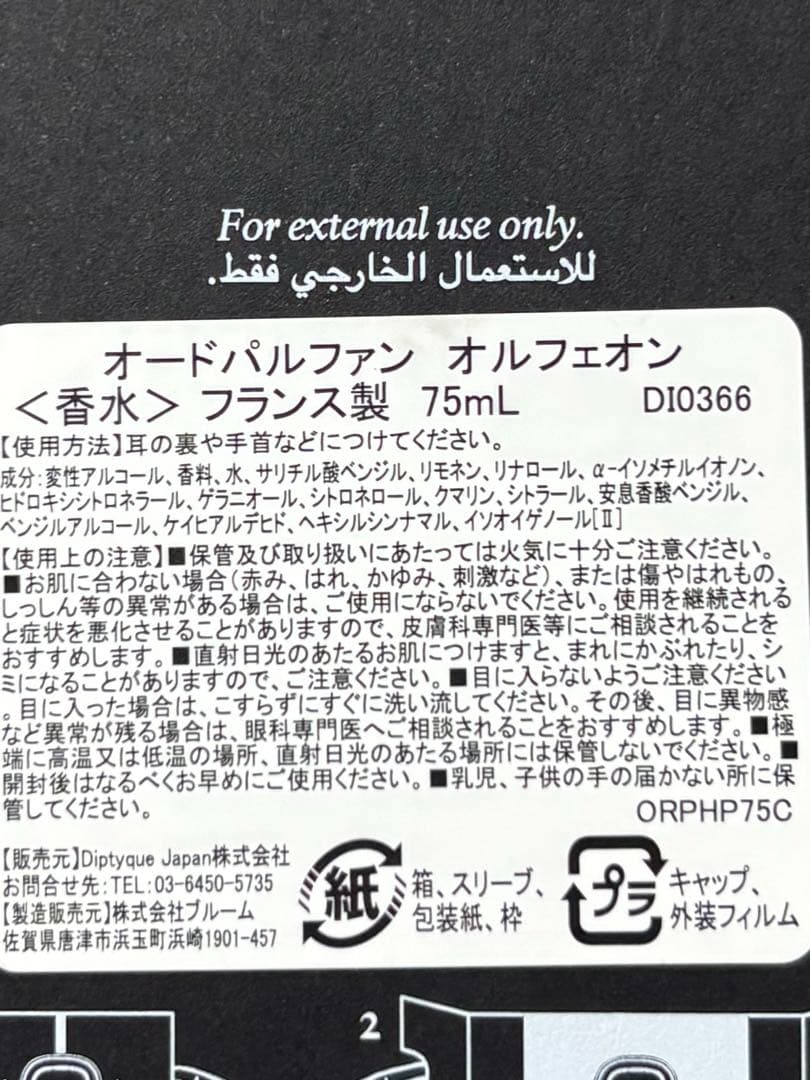 For external use only.
للاستعمال الخارجي فقط.
オードパルファン オルフェオン
＜香水＞ フランス製 75mL DI0366
【使用方法】耳の裏や手首などにつけてください。
成分:変性アルコール、香料、水、サリチル酸ベンジル、リモネン、リナロール、α-イソメチルイオノン、
ヒドロキシシトロネラール、ゲラニオール、シトロネロール、クマリン、シトラール、安息香酸ベンジル、
ベンジルアルコール、ケイヒアルデヒド、ヘキシルシンナマル、イソオイゲノール[Ⅱ]
【使用上の注意】■保管及び取り扱いにあたっては火気に十分ご注意ください。
■お肌に合わない場合(赤み、はれ、かゆみ、刺激など)、または傷やはれもの、
しっしん等の異常がある場合は、ご使用にならないでください。使用を継続される
と症状を悪化させることがありますので、皮膚科専門医等にご相談されることを
おすすめします。■直射日光のあたるお肌につけますと、まれにかぶれたり、シ
ミになることがありますので、ご注意ください。■目に入らないようご注意ください
。目に入った場合は、こすらずにすぐに洗い流してください。その後、目に異物感
など異常が残る場合は、眼科専門医へご相談されることをおすすめします。■極
端に高温又は低温の場所、直射日光のあたる場所には保管しないでください。■
開封後はなるべくお早めにご使用ください。■乳児、子供の手の届かない所に保
管してください。 ORPHP75C
【販売元】Diptyque Japan株式会社
お問合せ先:TEL:03-6450-5735
【製造販売元】株式会社ブルーム
佐賀県唐津市浜玉町浜崎1901-457
紙
箱、スリーブ、
包装紙、枠
プラ
キャップ、
外装フィルム
2